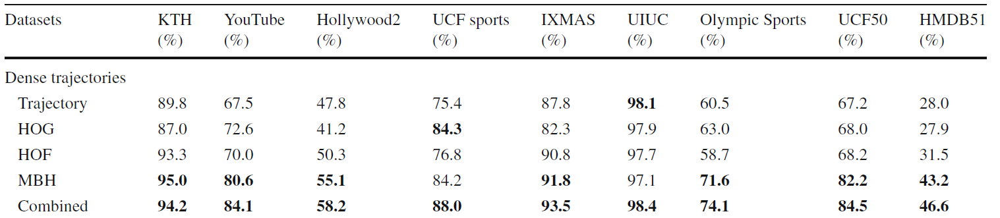 Datasets KTH YouTube Hollywood2 UCF sports IXMAS UIUC Olympic Sports UCF50 HMDB51
(%) (%) (%) (%) (%) (%) (%) (%) (%)
Dense trajectories
Trajectory 89.8 67.5 47.8 75.4 87.8 98.1 60.5 67.2 28.0
HOG 87.0 72.6 41.2 84.3 82.3 97.9 63.0 68.0 27.9
HOF 93.3 70.0 50.3 76.8 90.8 97.7 58.7 68.2 31.5
MBH 95.0 80.6 55.1 84.2 91.8 97.1 71.6 82.2 43.2
Combined 94.2 84.1 58.2 88.0 93.5 98.4 74.1 84.5 46.6